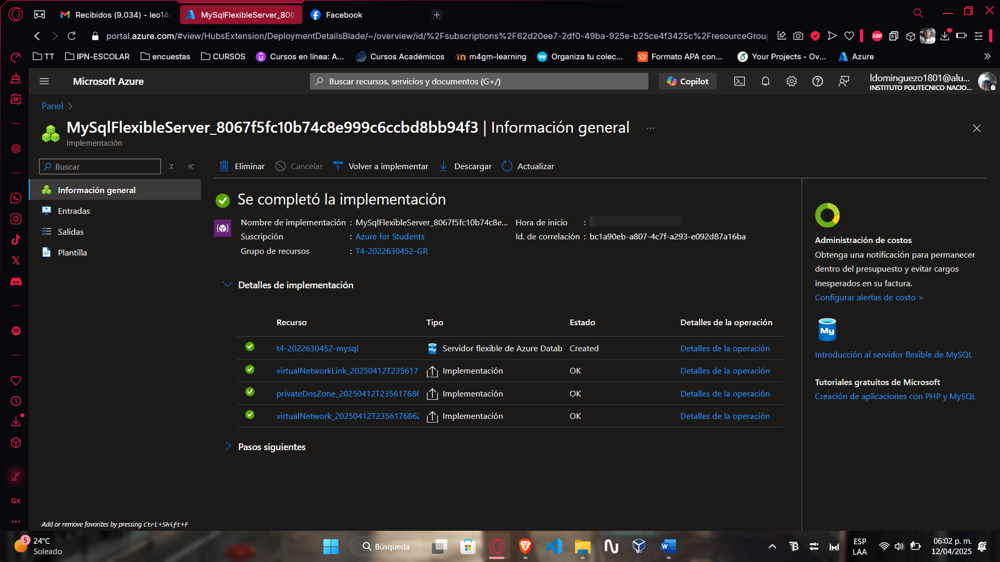 Recibidos (9.034) - leo14
MySqlFlexibleServer_806
Facebook
portal.azure.com/#view/HubsExtension/DeploymentDetailsBlade/~/overview/id/%2Fsubscriptions%2F62d20ee7-2df0-49ba-925e-b25ce4f3425c%2FresourceGroup
ABP
TT
IPN-ESCOLAR
encuestas
CURSOS
Cursos en línea: A...
Cursos Académicos
m4gm-learning
Organiza tu colec...
Formato APA con...
Your Projects - Ov...
Azure
Microsoft Azure
Buscar recursos, servicios y documentos (G+/)
Copilot
ldominguezo1801@alu...
INSTITUTO POLITECNICO NACIO...
Panel
MySqlFlexibleServer_8067f5fc10b74c8e999c6ccbd8bb94f3 | Información general
Implementación
Buscar
Eliminar
Cancelar
Volver a implementar
Descargar
Actualizar
Información general
Entradas
Salidas
Plantilla
Se completó la implementación
Nombre de implementación : MySqlFlexibleServer_8067f5fc10b74c8e...
Hora de inicio :
Suscripción : Azure for Students
Id. de correlación : bc1a90eb-a807-4c7f-a293-e092d87a16ba
Grupo de recursos : T4-2022630452-GR
Detalles de implementación
Recurso Tipo Estado Detalles de la operación
t4-2022630452-mysql My Servidor flexible de Azure Datab Created Detalles de la operación
virtualNetworkLink_20250412T235617 Implementación OK Detalles de la operación
privateDnsZone_20250412T235617686 Implementación OK Detalles de la operación
virtualNetwork_20250412T235617686Z Implementación OK Detalles de la operación
Pasos siguientes
Administración de costos
Obtenga una notificación para permanecer
dentro del presupuesto y evitar cargos
inesperados en su factura.
Configurar alertas de costo >
My
Introducción al servidor flexible de MySQL
Tutoriales gratuitos de Microsoft
Creación de aplicaciones con PHP y MySQL
GX
Add or remove favorites by pressing Ctrl+Shift+F
5
24°C
Soleado
Búsqueda
ESP
LAA
06:02 p. m.
12/04/2025